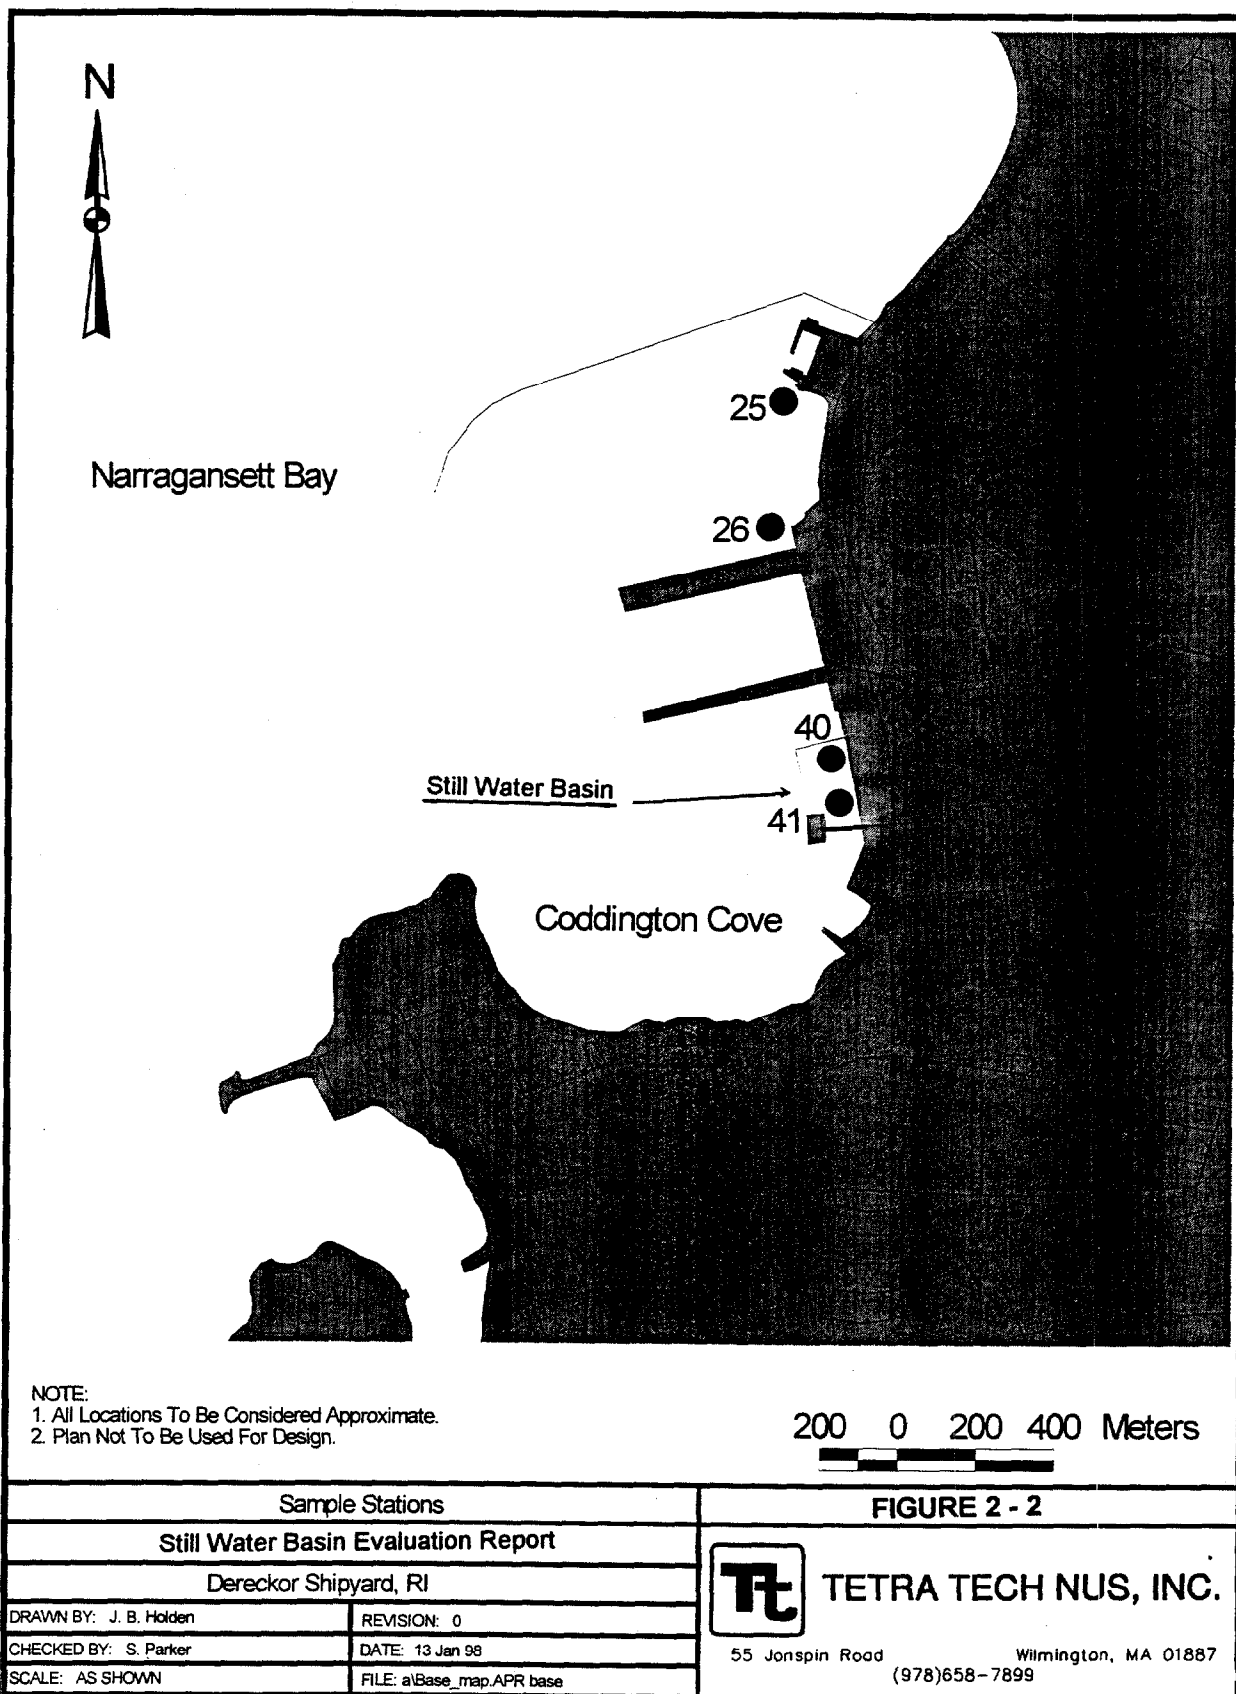 N
25
Narragansett Bay
26
40
Still Water Basin
41
Coddington Cove
NOTE:
1. All Locations To Be Considered Approximate.
2. Plan Not To Be Used For Design.
200 0 200 400 Meters
Sample Stations
Still Water Basin Evaluation Report
Dereckor Shipyard, RI
DRAWN BY: J. B. Holden
REVISION: 0
CHECKED BY: S. Parker
DATE: 13 Jan 98
SCALE: AS SHOWN
FILE: a\Base_map.APR base
FIGURE 2 - 2
Tt
TETRA TECH NUS, INC.
55 Jonspin Road Wilmington, MA 01887
(978)658-7899